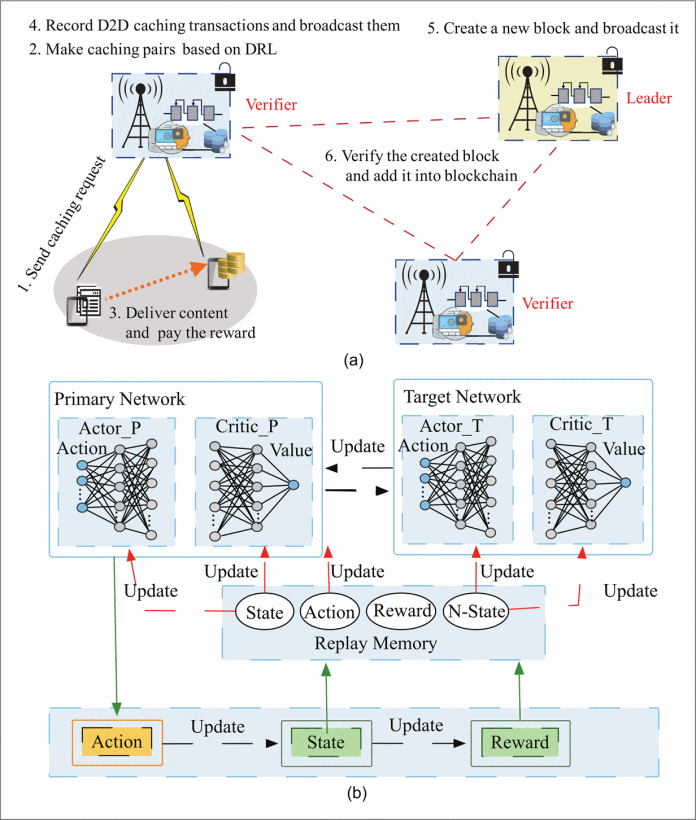 4. Record D2D caching transactions and broadcast them
2. Make caching pairs based on DRL
5. Create a new block and broadcast it
Verifier
Leader
6. Verify the created block
and add it into blockchain
1. Send caching request
3. Deliver content
and pay the reward
Verifier
(a)
Primary Network
Target Network
Actor_P
Action
Critic_P
Value
Update
Actor_T
Action
Critic_T
Value
Update
Update
Update
Update
Update
State
Action
Reward
N-State
Replay Memory
Action
Update
State
Update
Reward
(b)